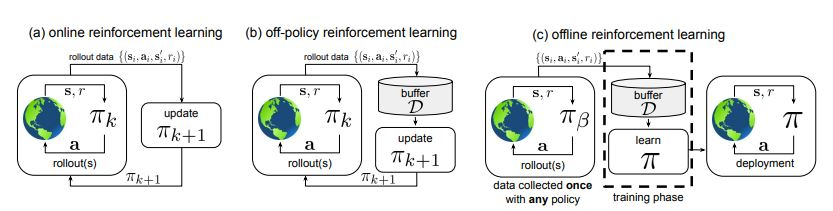 (a) online reinforcement learning
rollout data {(s_i, a_i, s'_i, r_i)}
s, r
π_k
a
rollout(s)
update
π_{k+1}
π_{k+1}
(b) off-policy reinforcement learning
rollout data {(s_i, a_i, s'_i, r_i)}
s, r
π_k
a
rollout(s)
buffer
D
update
π_{k+1}
π_{k+1}
(c) offline reinforcement learning
{(s_i, a_i, s'_i, r_i)}
s, r
π_β
a
rollout(s)
data collected once
with any policy
buffer
D
learn
π
training phase
s, r
π
a
deployment